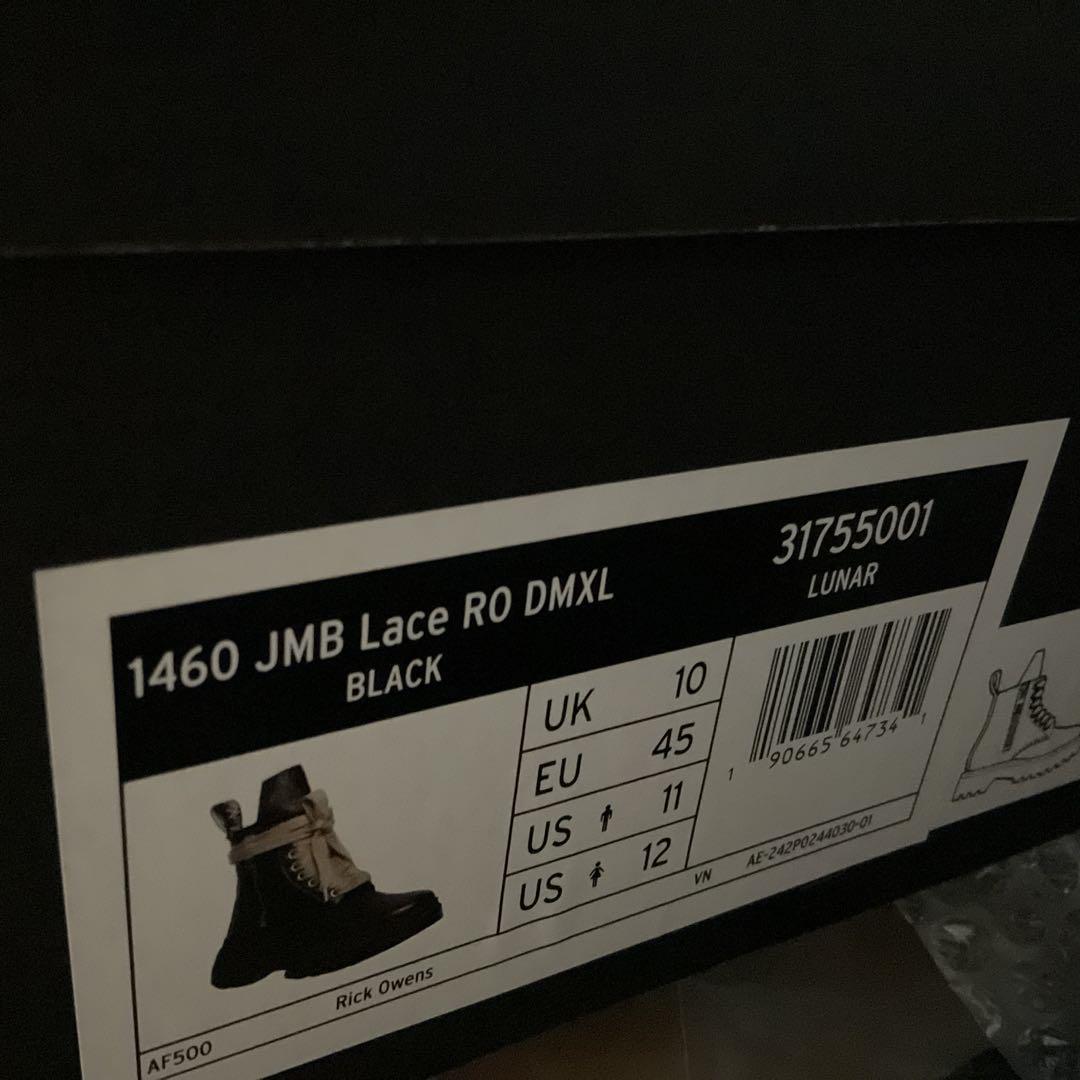 1460 JMB Lace RO DMXL
BLACK
31755001
LUNAR
UK 10
EU 45
US 11
US 12
1 90665 64734 1
AE-242P0244030-01
VN
Rick Owens
AF500